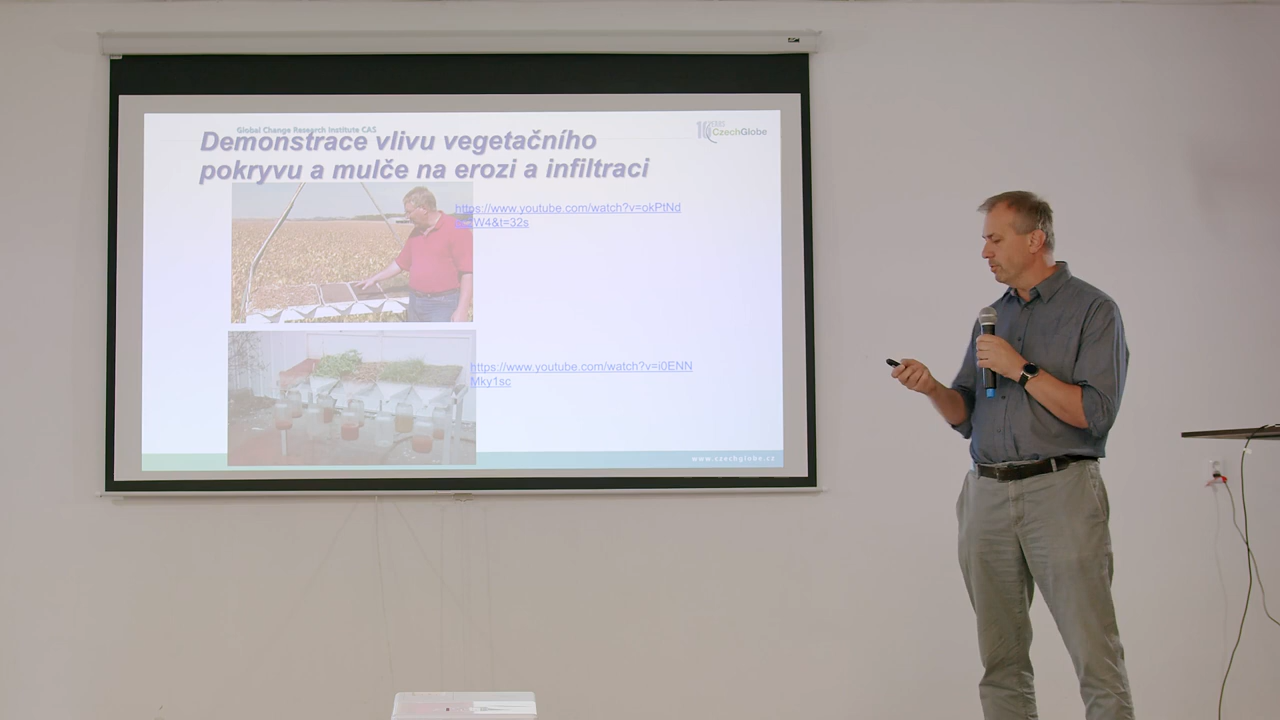 Global Change Research Institute CAS
CzechGlobe
Demonstrace vlivu vegetačního
pokryvu a mulče na erozi a infiltraci
https://www.youtube.com/watch?v=okPtNd
W4&t=32s
https://www.youtube.com/watch?v=i0ENN
Mky1sc
www.czechglobe.cz